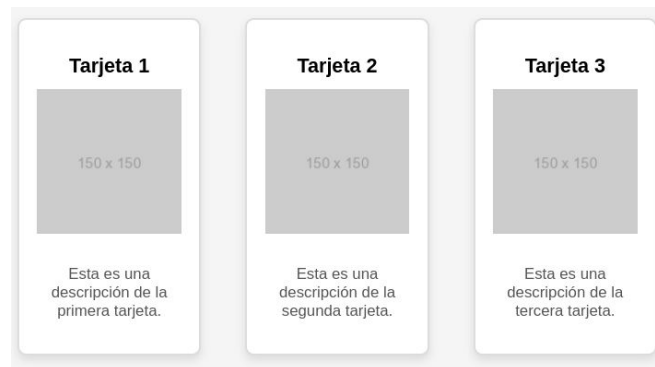 Tarjeta 1
150 x 150
Esta es una
descripción de la
primera tarjeta.
Tarjeta 2
150 x 150
Esta es una
descripción de la
segunda tarjeta.
Tarjeta 3
150 x 150
Esta es una
descripción de la
tercera tarjeta.